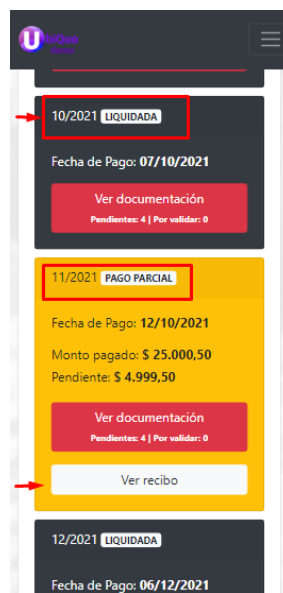 UbiQuo
10/2021 LIQUIDADA
Fecha de Pago: 07/10/2021
Ver documentación
Pendientes: 4 | Por validar: 0
11/2021 PAGO PARCIAL
Fecha de Pago: 12/10/2021
Monto pagado: $ 25.000,50
Pendiente: $ 4.999,50
Ver documentación
Pendientes: 4 | Por validar: 0
Ver recibo
12/2021 LIQUIDADA
Fecha de Pago: 06/12/2021